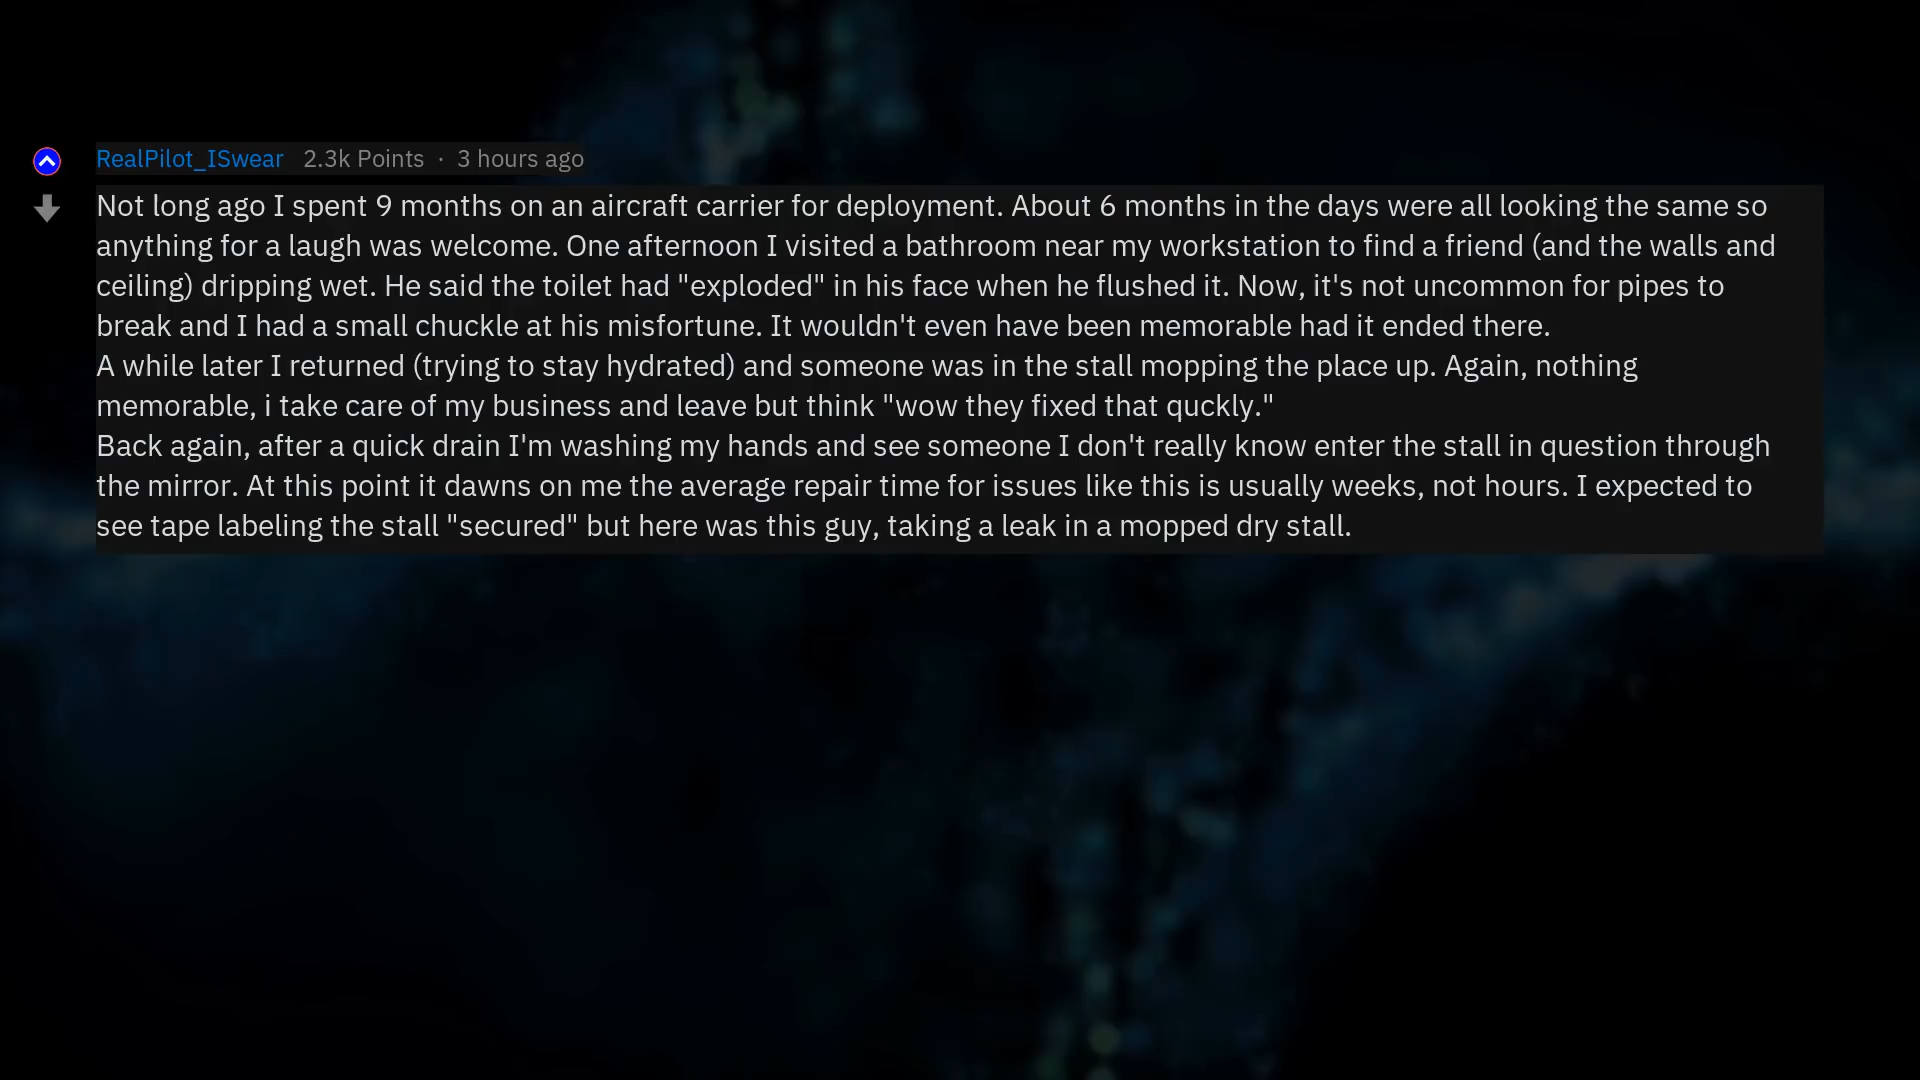 RealPilot_ISwear 2.3k Points · 3 hours ago
Not long ago I spent 9 months on an aircraft carrier for deployment. About 6 months in the days were all looking the same so
anything for a laugh was welcome. One afternoon I visited a bathroom near my workstation to find a friend (and the walls and
ceiling) dripping wet. He said the toilet had "exploded" in his face when he flushed it. Now, it's not uncommon for pipes to
break and I had a small chuckle at his misfortune. It wouldn't even have been memorable had it ended there.
A while later I returned (trying to stay hydrated) and someone was in the stall mopping the place up. Again, nothing
memorable, i take care of my business and leave but think "wow they fixed that quckly."
Back again, after a quick drain I'm washing my hands and see someone I don't really know enter the stall in question through
the mirror. At this point it dawns on me the average repair time for issues like this is usually weeks, not hours. I expected to
see tape labeling the stall "secured" but here was this guy, taking a leak in a mopped dry stall.